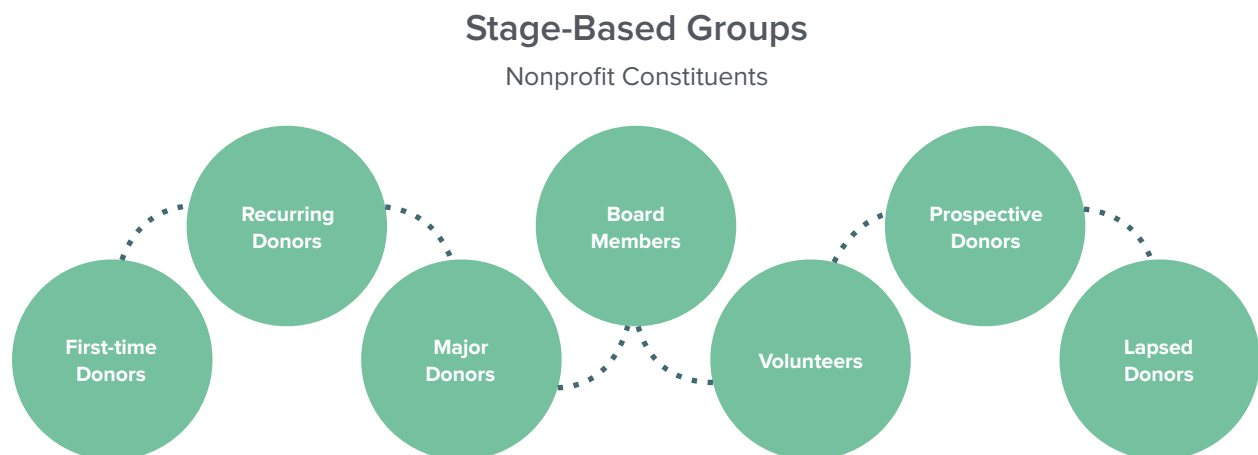 Stage-Based Groups
Nonprofit Constituents
First-time
Donors
Recurring
Donors
Major
Donors
Board
Members
Volunteers
Prospective
Donors
Lapsed
Donors